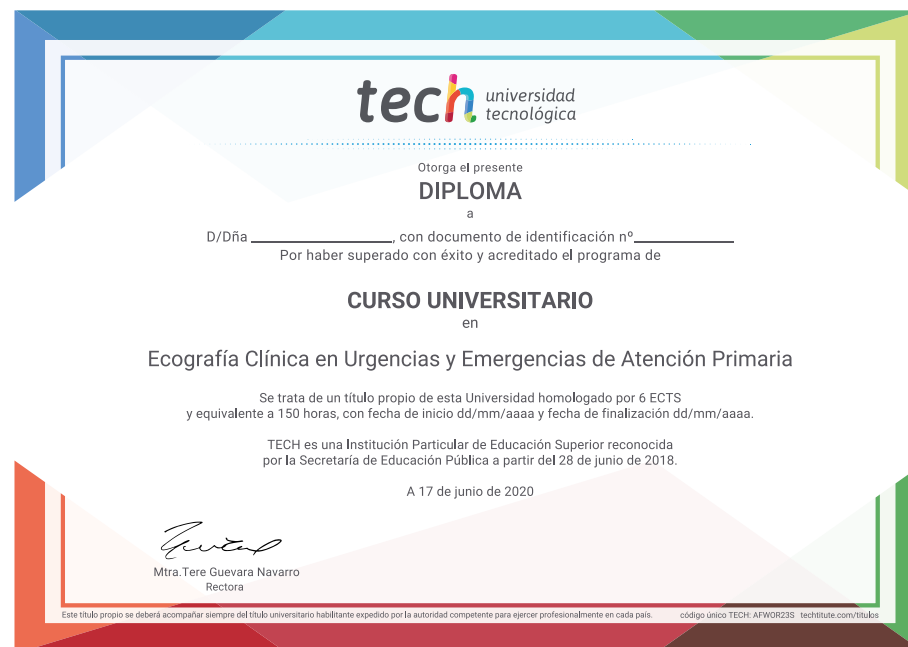 tech universidad
tecnológica
Otorga el presente
DIPLOMA
a
D/Dña ____________________, con documento de identificación nº______________
Por haber superado con éxito y acreditado el programa de
CURSO UNIVERSITARIO
en
Ecografía Clínica en Urgencias y Emergencias de Atención Primaria
Se trata de un título propio de esta Universidad homologado por 6 ECTS
y equivalente a 150 horas, con fecha de inicio dd/mm/aaaa y fecha de finalización dd/mm/aaaa.
TECH es una Institución Particular de Educación Superior reconocida
por la Secretaría de Educación Pública a partir del 28 de junio de 2018.
A 17 de junio de 2020
Mtra.Tere Guevara Navarro
Rectora
Este título propio se deberá acompañar siempre del título universitario habilitante expedido por la autoridad competente para ejercer profesionalmente en cada país. código único TECH: AFWOR23S techtitute.com/titulos